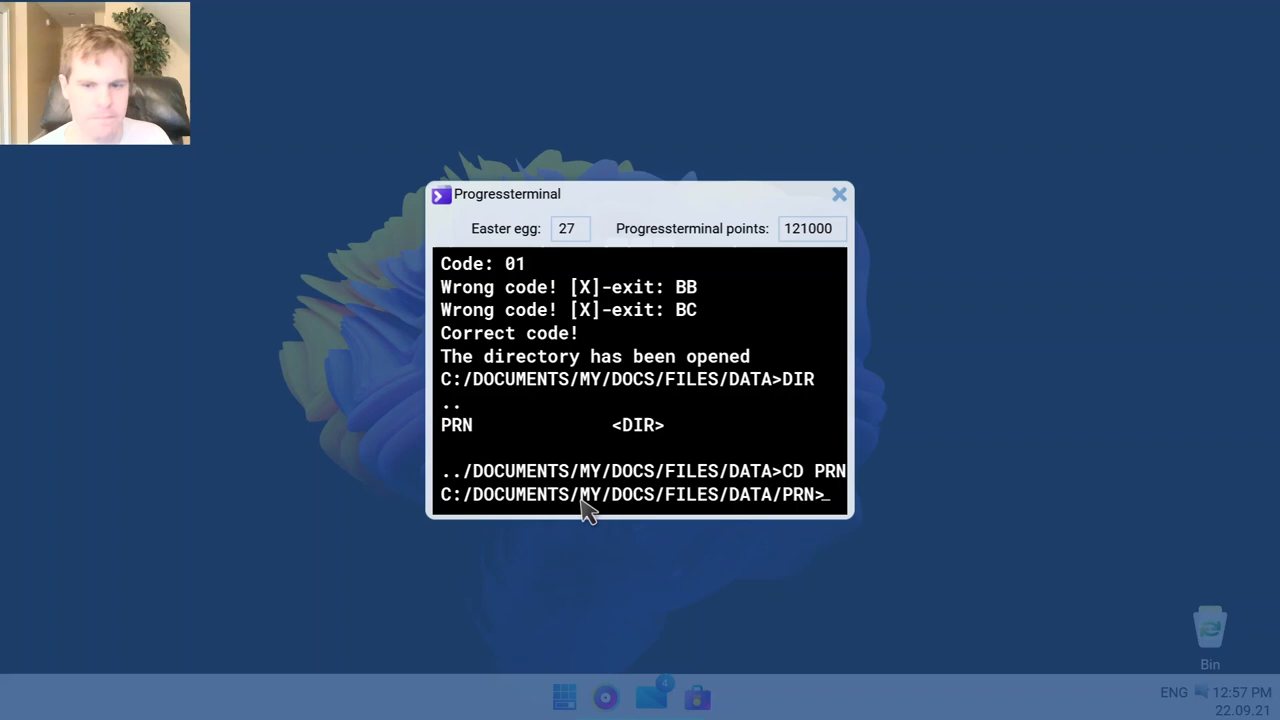 Progressterminal
Easter egg: 27 Progressterminal points: 121000
Code: 01
Wrong code! [X]-exit: BB
Wrong code! [X]-exit: BC
Correct code!
The directory has been opened
C:/DOCUMENTS/MY/DOCS/FILES/DATA>DIR
..
PRN <DIR>
../DOCUMENTS/MY/DOCS/FILES/DATA>CD PRN
C:/DOCUMENTS/MY/DOCS/FILES/DATA/PRN>_
Bin
4
ENG 12:57 PM
22.09.21